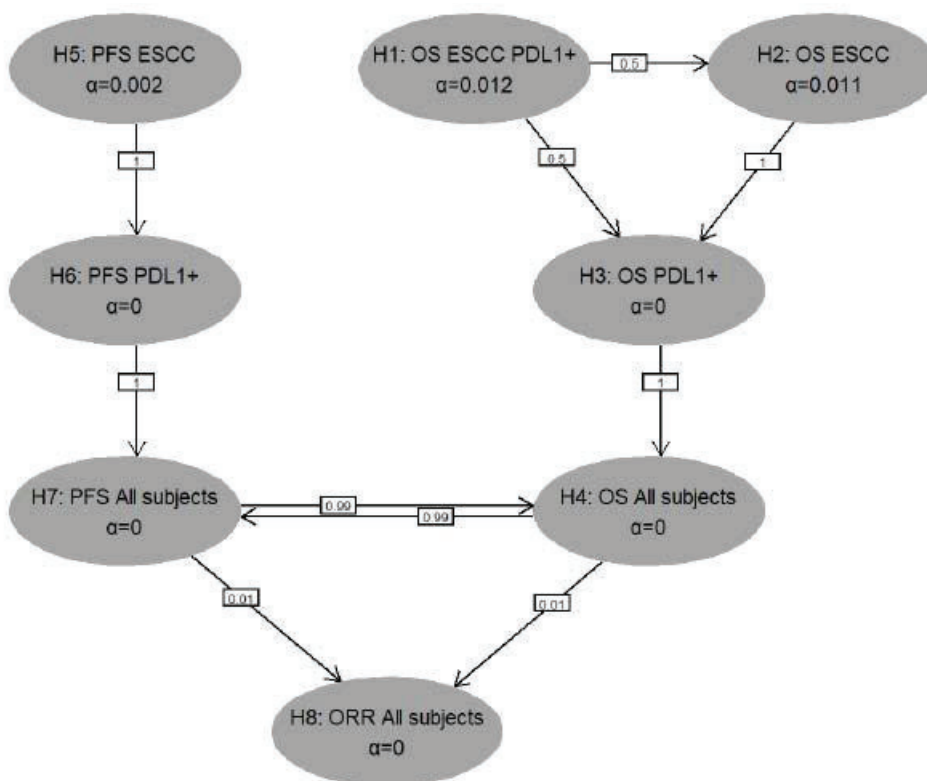 H5: PFS ESCC
α=0.002
H1: OS ESCC PDL1+
α=0.012
0.5
H2: OS ESCC
α=0.011
1
0.5
1
H6: PFS PDL1+
α=0
H3: OS PDL1+
α=0
1
1
H7: PFS All subjects
α=0
0.99
0.99
H4: OS All subjects
α=0
0.01
0.01
H8: ORR All subjects
α=0